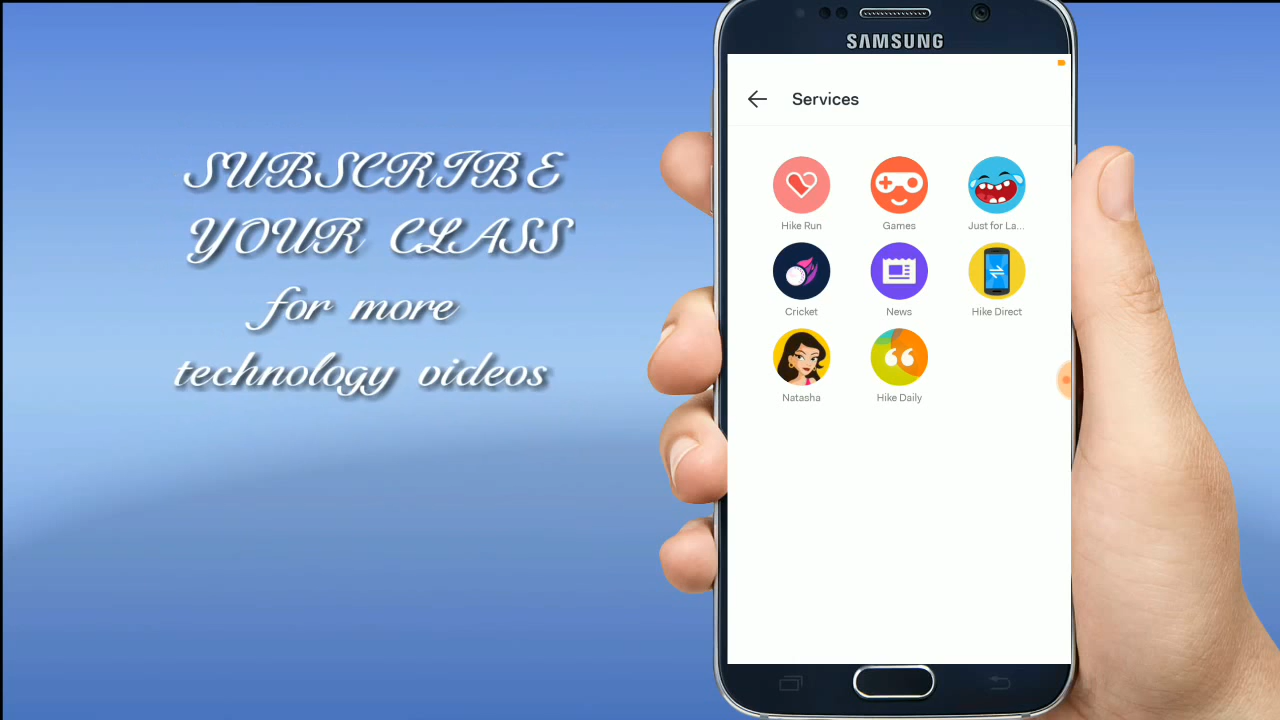 SUBSCRIBE
YOUR CLASS
for more
technology videos
SAMSUNG
Services
Hike Run
Games
Just for La...
Cricket
News
Hike Direct
Natasha
Hike Daily